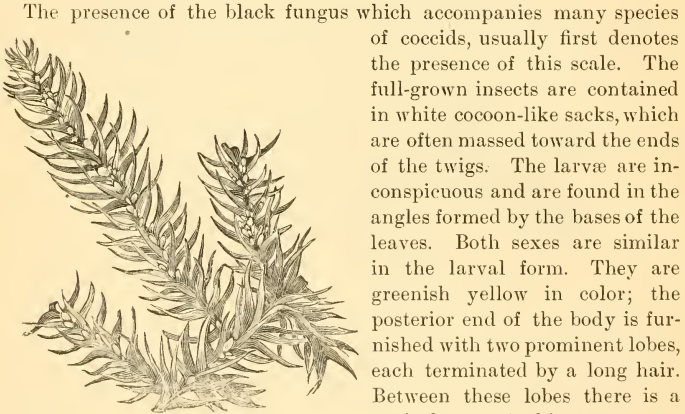 The presence of the black fungus which accompanies many species
of coccids, usually first denotes
the presence of this scale. The
full-grown insects are contained
in white cocoon-like sacks, which
are often massed toward the ends
of the twigs. The larvæ are in-
conspicuous and are found in the
angles formed by the bases of the
leaves. Both sexes are similar
in the larval form. They are
greenish yellow in color; the
posterior end of the body is fur-
nished with two prominent lobes,
each terminated by a long hair.
Between these lobes there is a